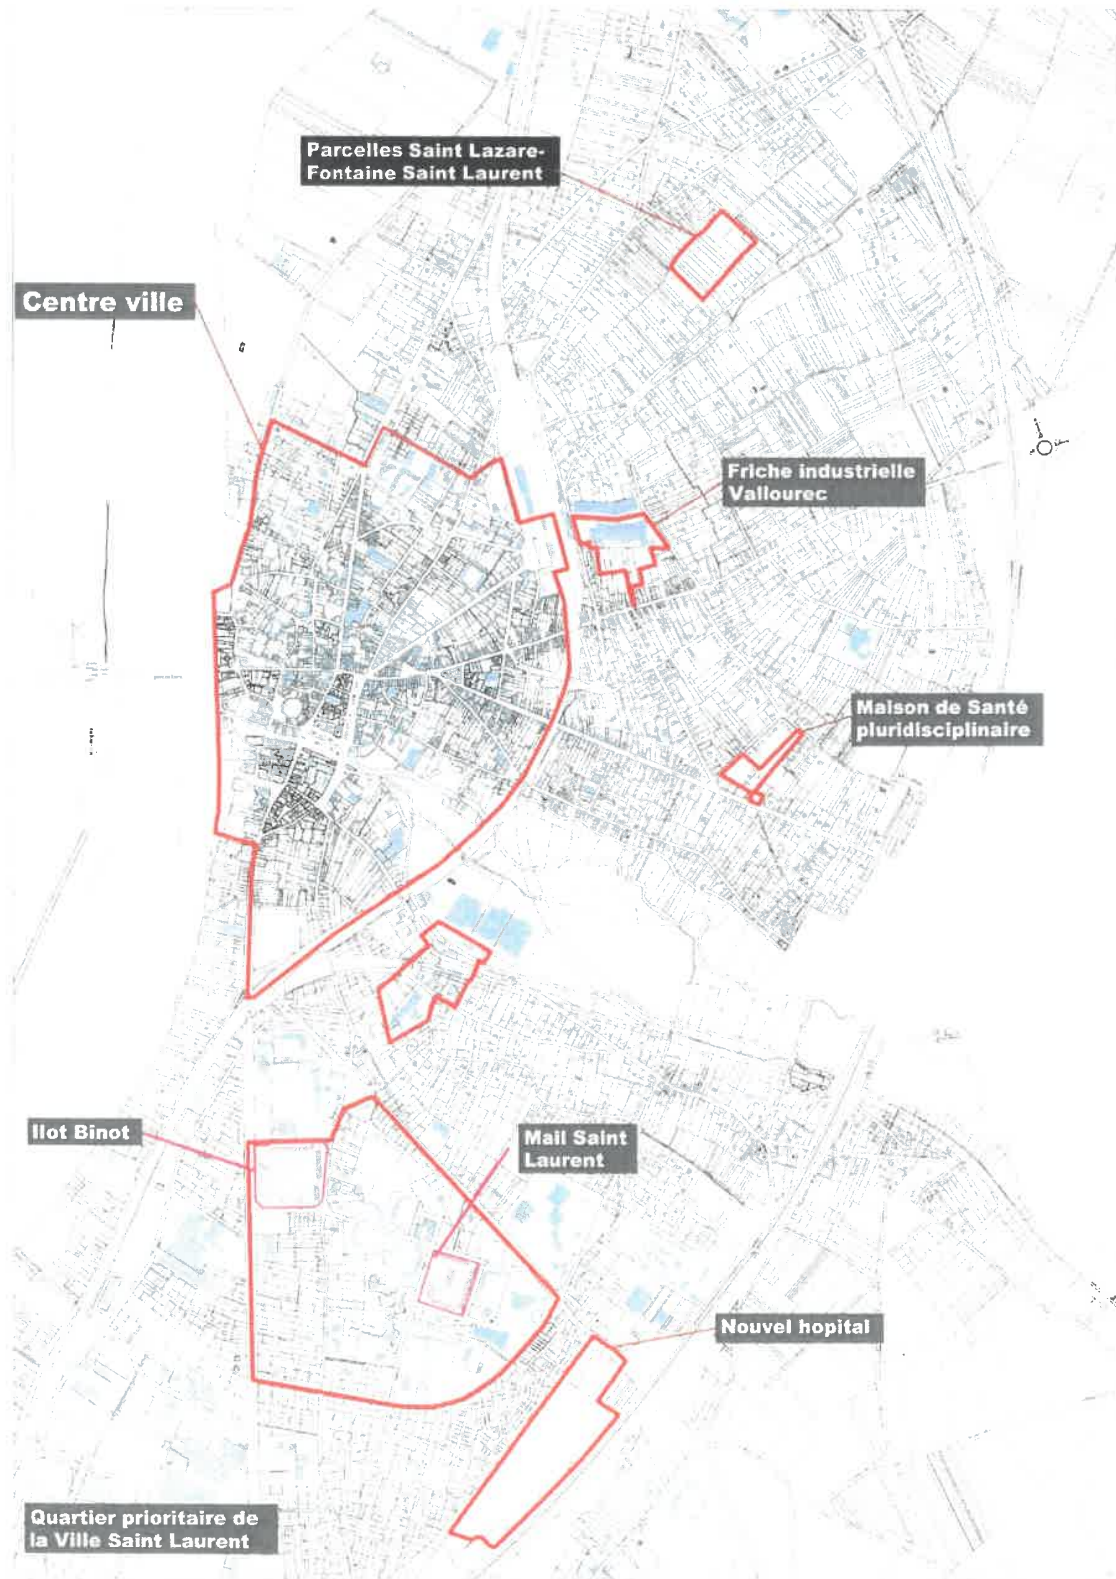 Parcelles Saint Lazare-
Fontaine Saint Laurent
Centre ville
Friche industrielle
Vallourec
Maison de Santé
pluridisciplinaire
Ilot Binot
Mail Saint
Laurent
Nouvel hopital
Quartier prioritaire de
la Ville Saint Laurent